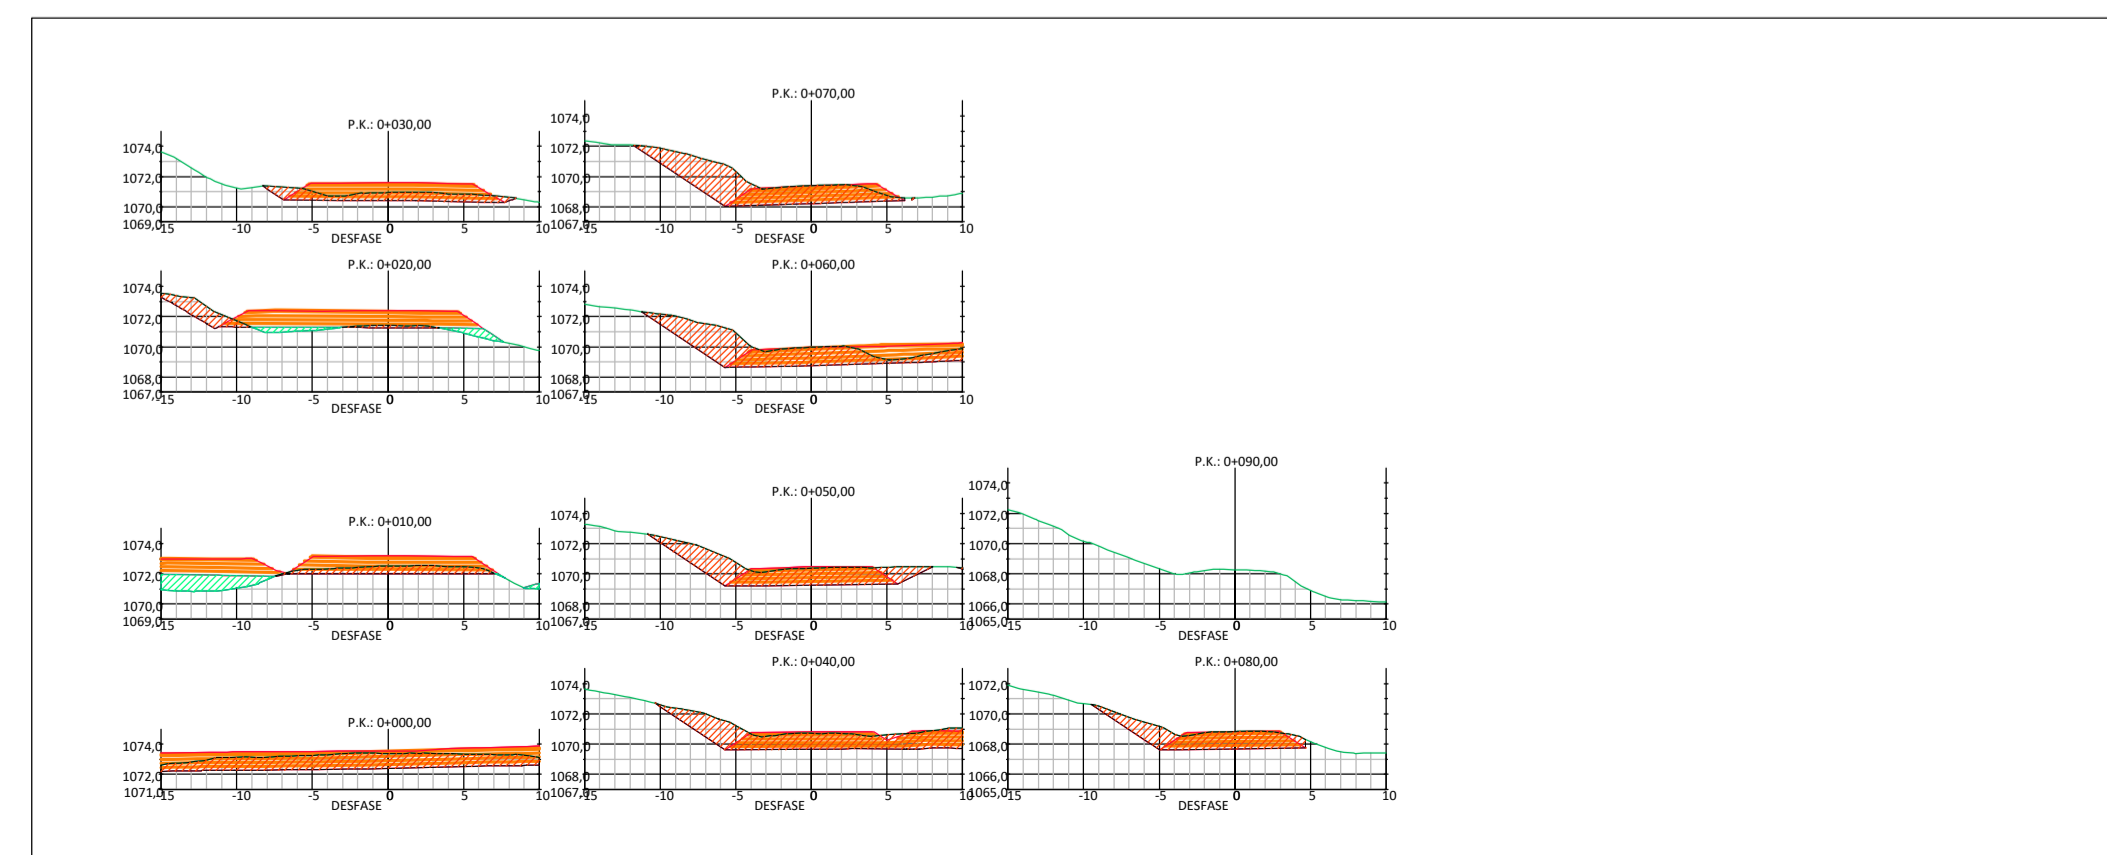 P.K.: 0+030,00
1074,0
1072,0
1070,0
1069,0
-15 -10 -5 0 5 10
DESFASE
P.K.: 0+070,00
1074,0
1072,0
1070,0
1068,0
1067,0
-15 -10 -5 0 5 10
DESFASE
P.K.: 0+020,00
1074,0
1072,0
1070,0
1068,0
1067,0
-15 -10 -5 0 5 10
DESFASE
P.K.: 0+060,00
1074,0
1072,0
1070,0
1068,0
1067,0
-15 -10 -5 0 5 10
DESFASE
P.K.: 0+010,00
1074,0
1072,0
1070,0
1069,0
-15 -10 -5 0 5 10
DESFASE
P.K.: 0+050,00
1074,0
1072,0
1070,0
1068,0
1067,0
-15 -10 -5 0 5 10
DESFASE
P.K.: 0+090,00
1074,0
1072,0
1070,0
1068,0
1066,0
1065,0
-15 -10 -5 0 5 10
DESFASE
P.K.: 0+000,00
1074,0
1072,0
1071,0
-15 -10 -5 0 5 10
DESFASE
P.K.: 0+040,00
1074,0
1072,0
1070,0
1068,0
1067,0
-15 -10 -5 0 5 10
DESFASE
P.K.: 0+080,00
1072,0
1070,0
1068,0
1066,0
1065,0
-15 -10 -5 0 5 10
DESFASE